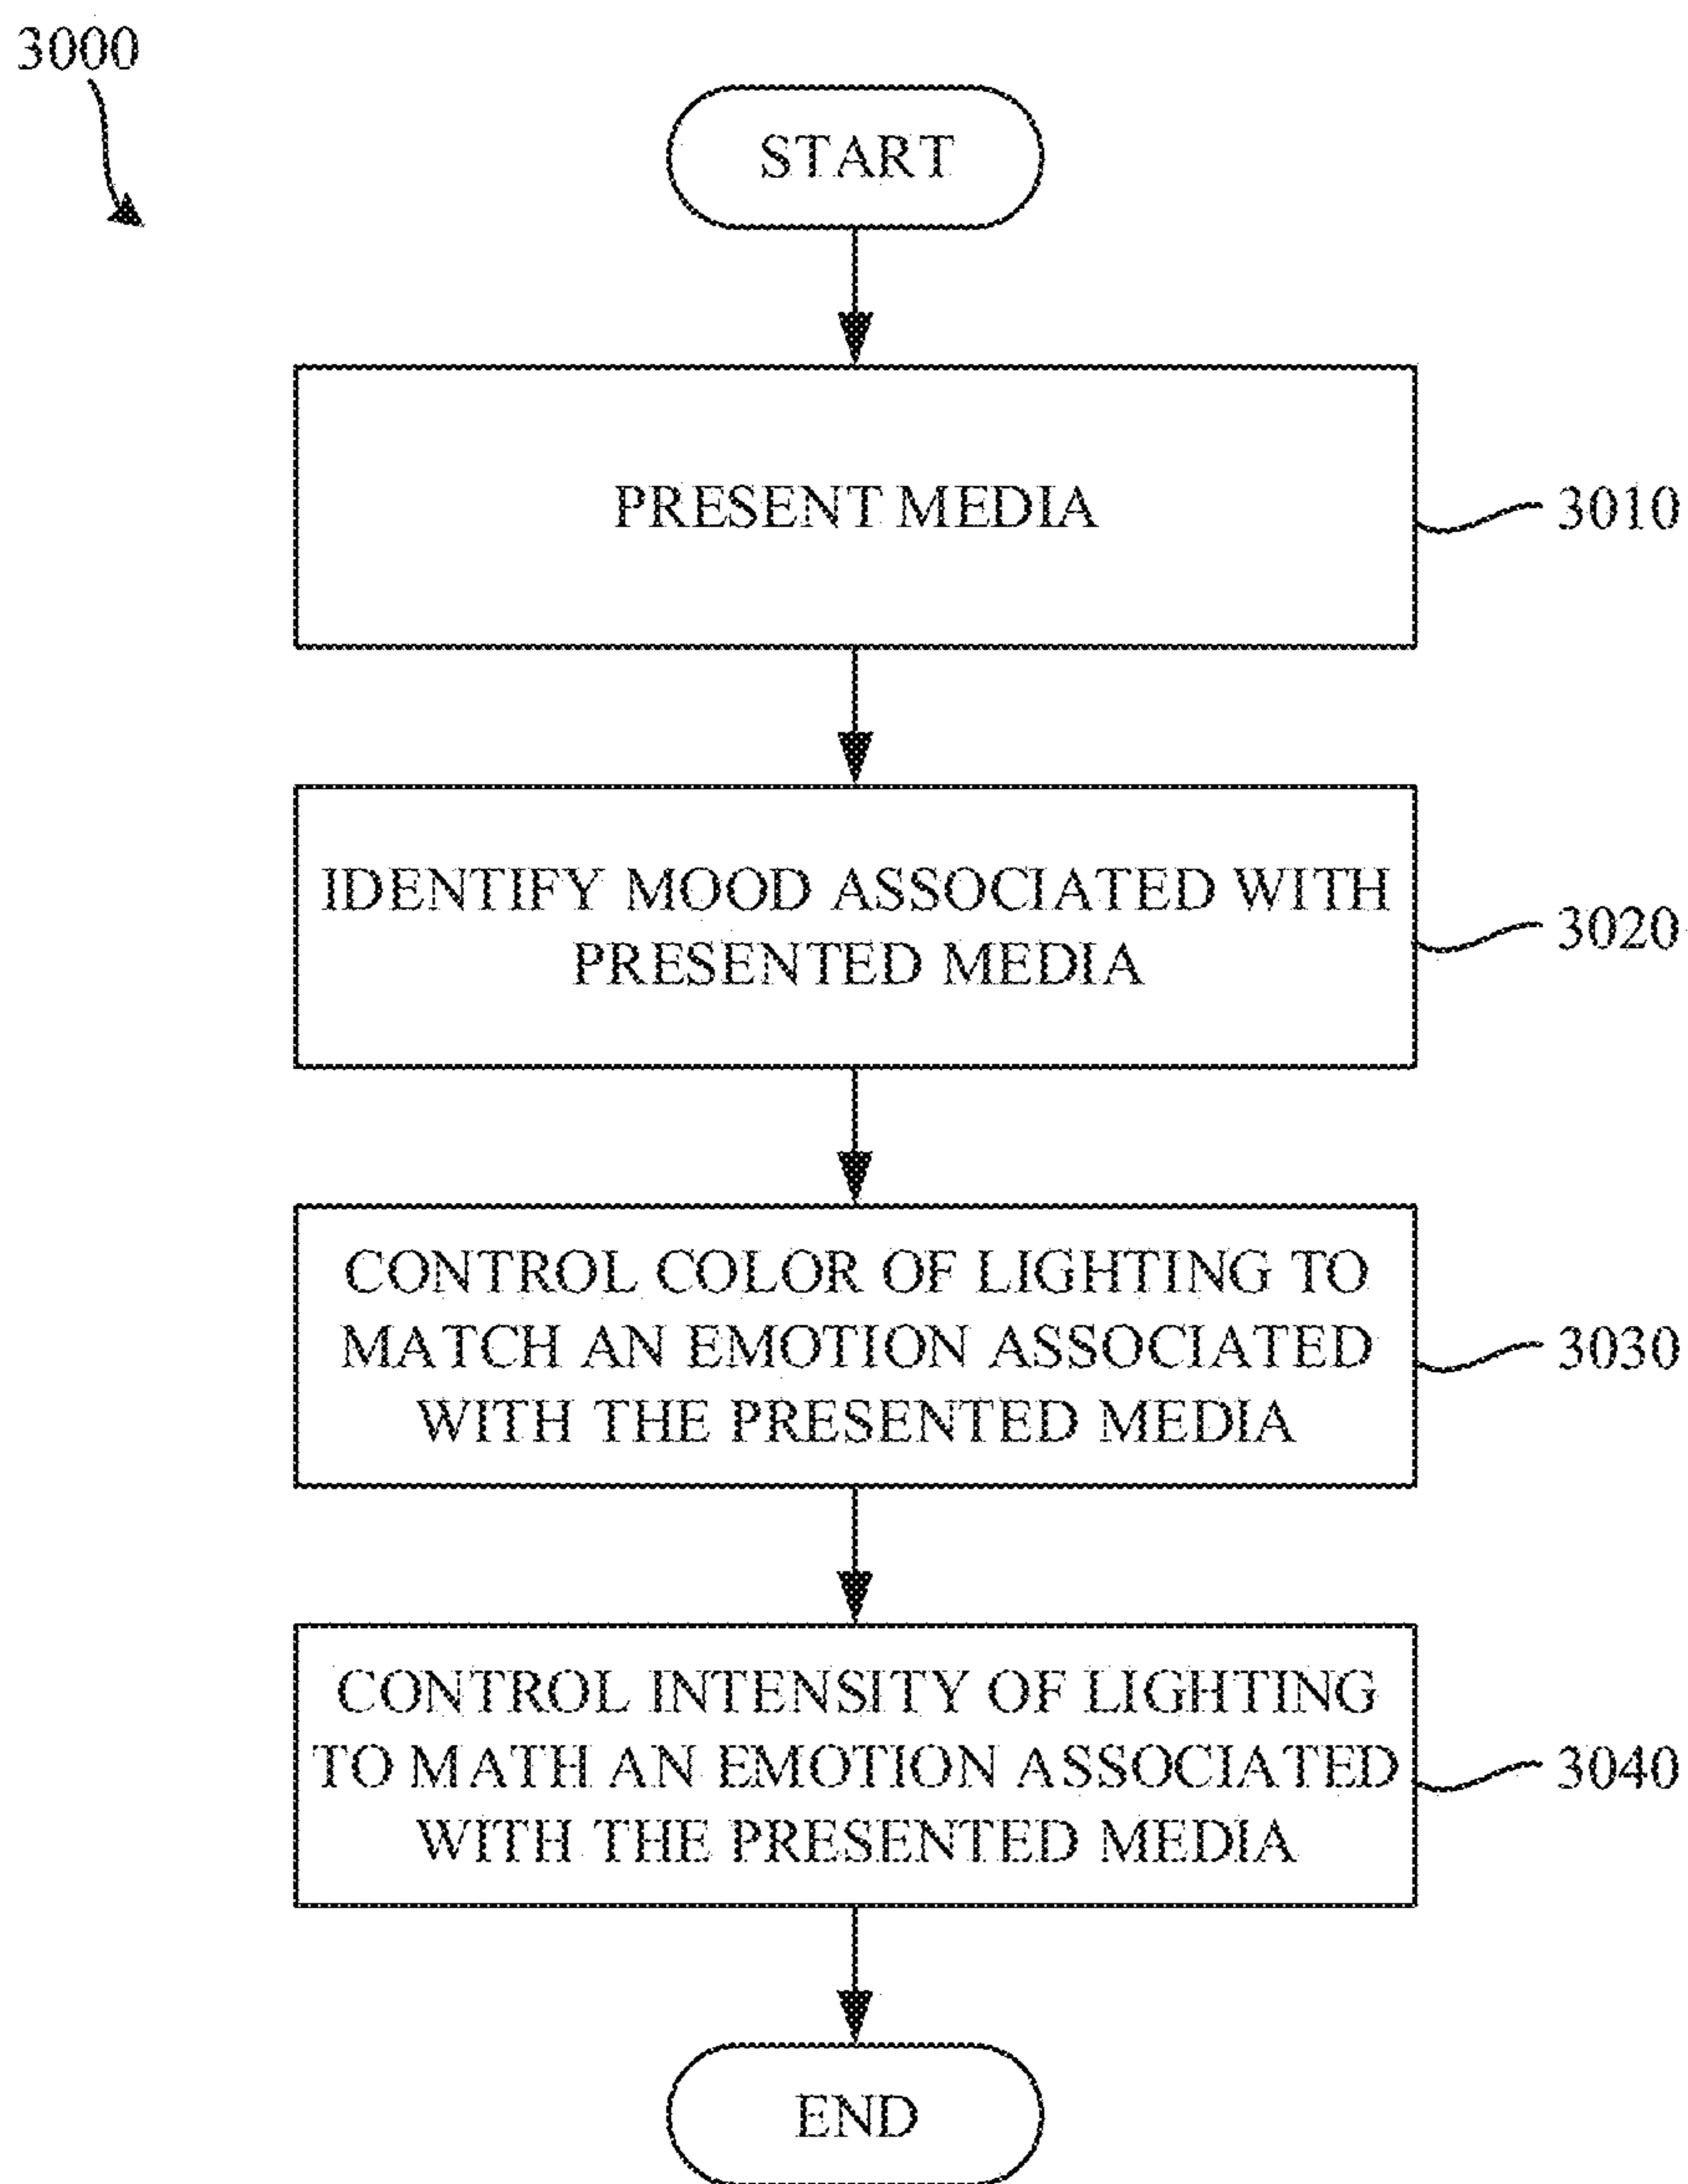 3000
START
PRESENT MEDIA
3010
IDENTIFY MOOD ASSOCIATED WITH
PRESENTED MEDIA
3020
CONTROL COLOR OF LIGHTING TO
MATCH AN EMOTION ASSOCIATED
WITH THE PRESENTED MEDIA
3030
CONTROL INTENSITY OF LIGHTING
TO MATH AN EMOTION ASSOCIATED
WITH THE PRESENTED MEDIA
3040
END